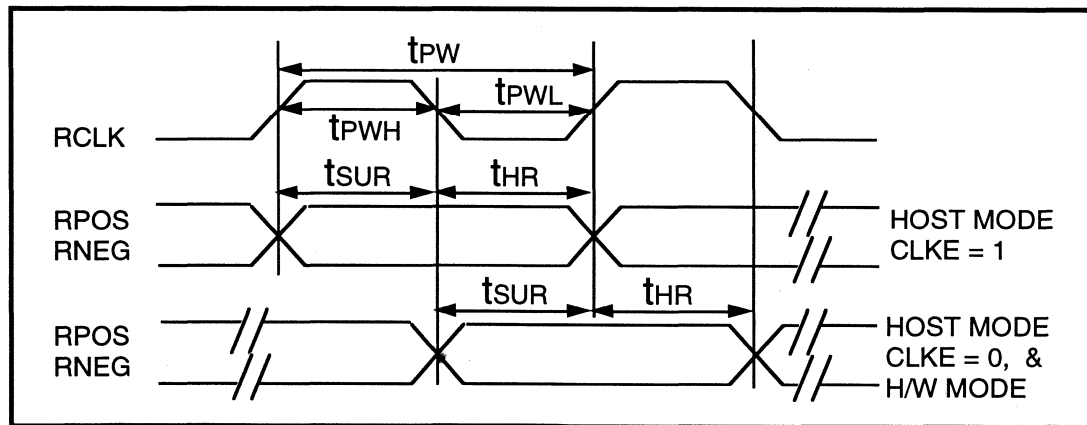 tPW
tPWL
RCLK
tPWH
tSUR
tHR
RPOS
RNEG
HOST MODE
CLKE = 1
tSUR
tHR
RPOS
RNEG
HOST MODE
CLKE = 0, &
H/W MODE